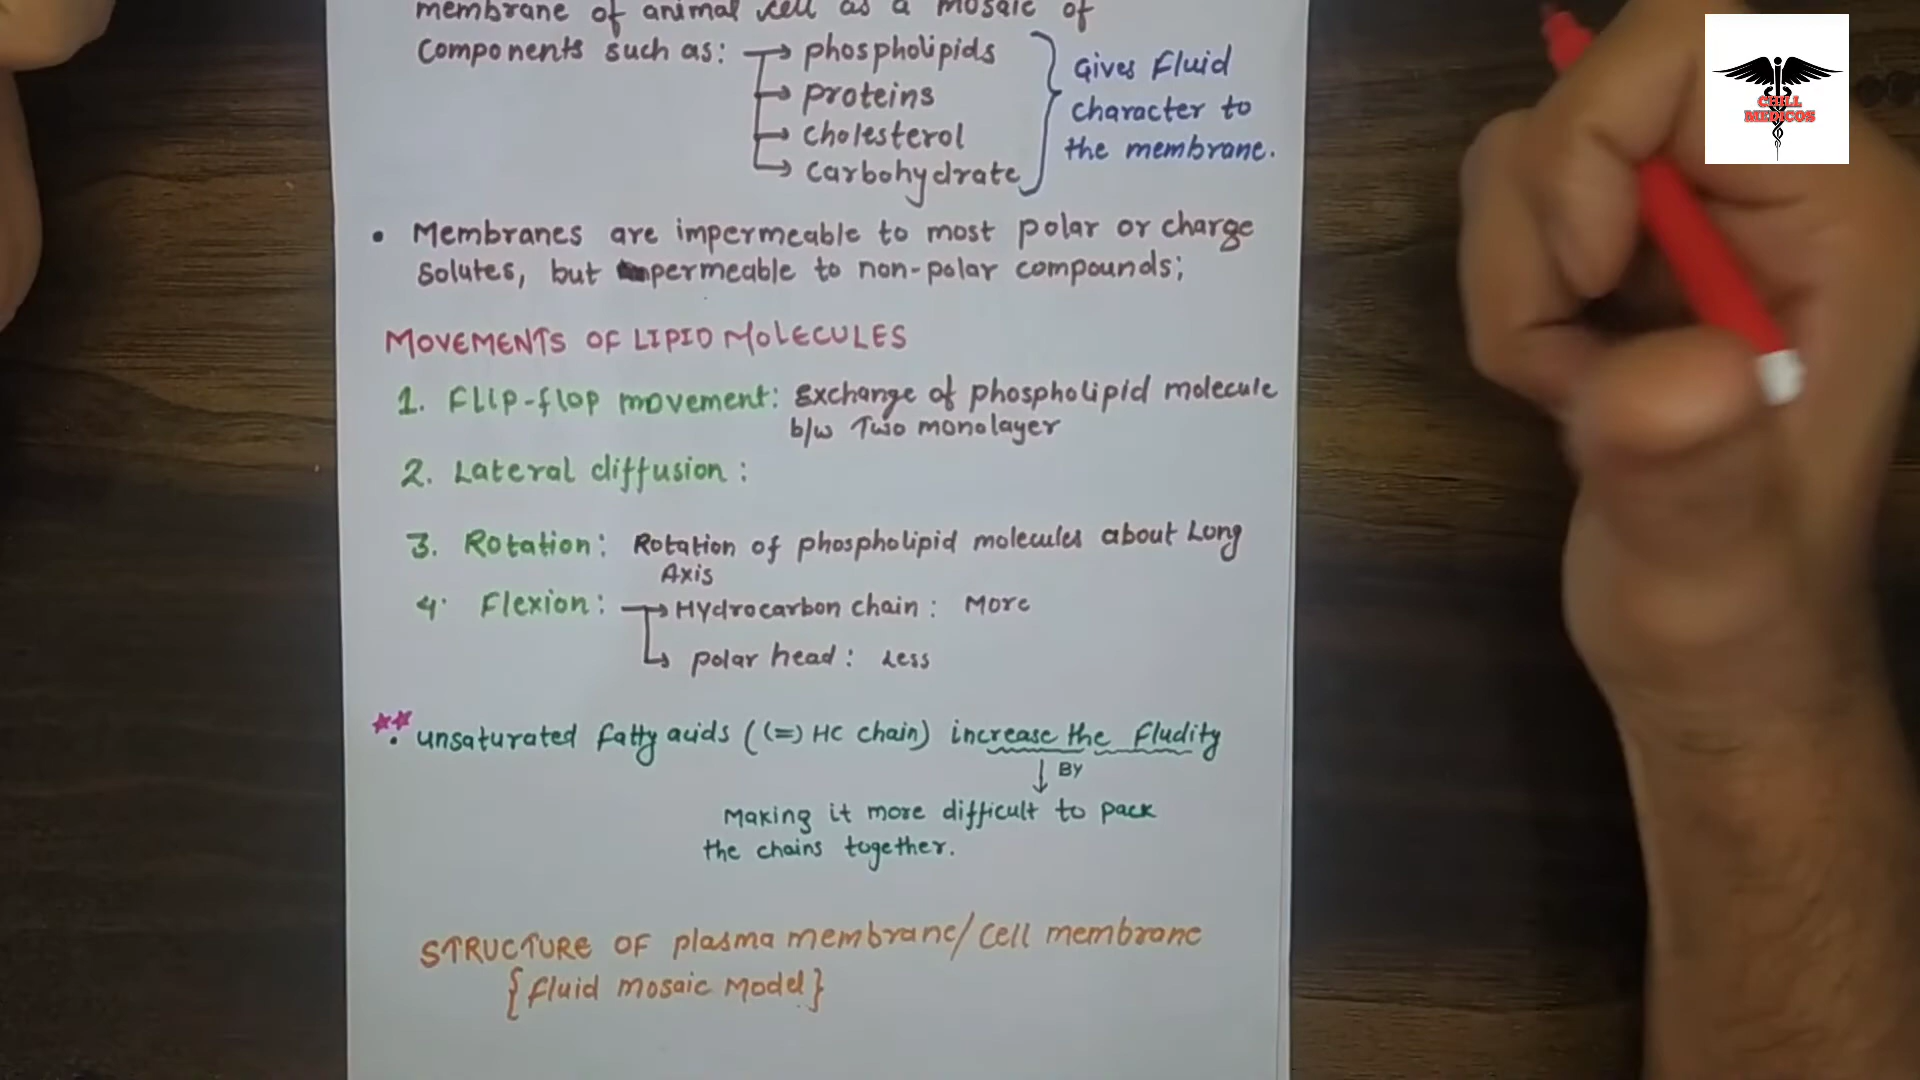 membrane of animal cell as a mosaic of
components such as: → phospholipids
→ proteins
→ cholesterol
→ carbohydrate
Gives Fluid
character to
the membrane.
• Membranes are impermeable to most polar or charge
solutes, but permeable to non-polar compounds;
MOVEMENTS OF LIPID MOLECULES
1. Flip-flop movement: Exchange of phospholipid molecule
b/w Two monolayer
2. Lateral diffusion:
3. Rotation: Rotation of phospholipid molecules about Long
Axis
4. Flexion: → Hydrocarbon chain: More
→ polar head: Less
** • unsaturated fatty acids ((=) HC chain) increase the Fludity
↓ By
Making it more difficult to pack
the chains together.
STRUCTURE OF plasma membrane/cell membrane
{fluid mosaic Model}
CHILL
MEDICOS